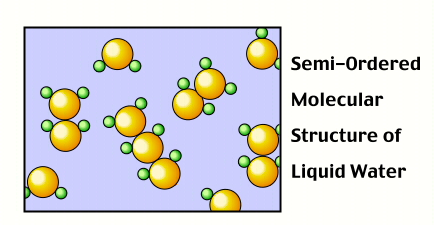 Semi-Ordered
Molecular
Structure of
Liquid Water